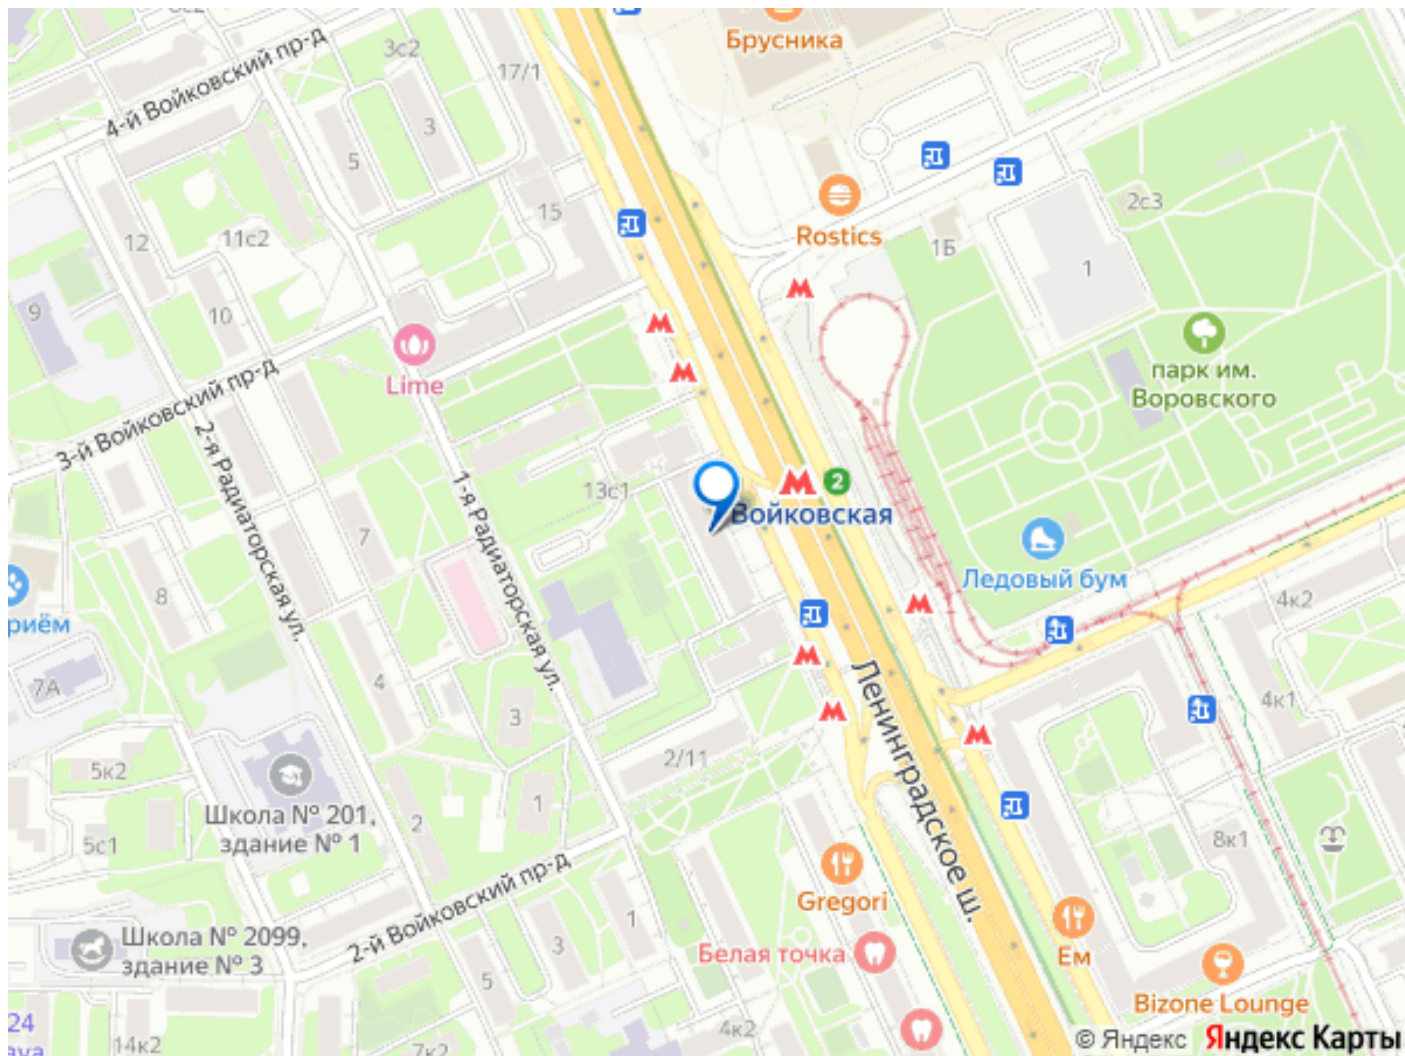 Брусника
3с2
17/1
4-й Войковский пр-д
3
5
2с3
15
Rostics
12
11с2
1Б
1
9
10
парк им.
Воровского
Lime
3-й Войковский пр-д
2-я Радиаторская ул.
1-я Радиаторская ул.
13с1
М
2
Войковская
7
Ледовый бум
8
риём
4к2
7А
4
3
4к1
Ленинградское ш.
2/11
5к2
Школа № 201,
здание № 1
1
2
5с1
8к1
2-й Войковский пр-д
Gregori
1
Школа № 2099,
здание № 3
3
Белая точка
Ем
5
Bizone Lounge
24
14к2
7к2
4к2
© Яндекс Яндекс Карты